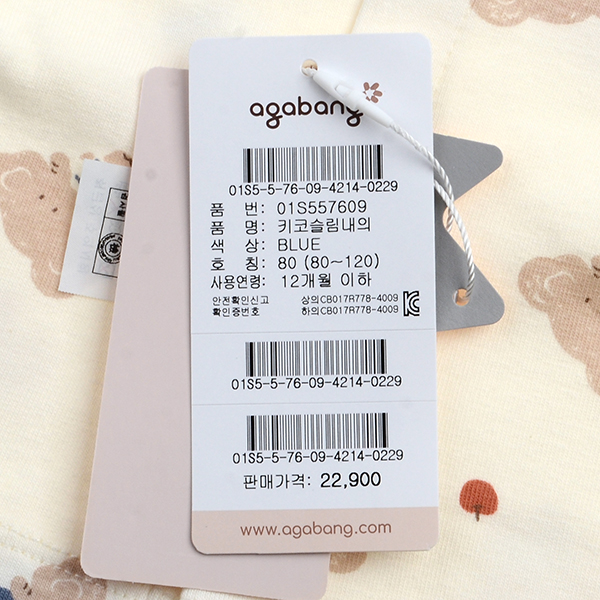 agabang
01S5-5-76-09-4214-0229
품 번: 01S557609
품 명: 키코슬림내의
색 상: BLUE
호 칭: 80 (80~120)
사용연령: 12개월 이하
안전확인신고 상의CB017R778-4009
확인증번호 하의CB017R778-4009
01S5-5-76-09-4214-0229
01S5-5-76-09-4214-0229
판매가격: 22,900
www.agabang.com